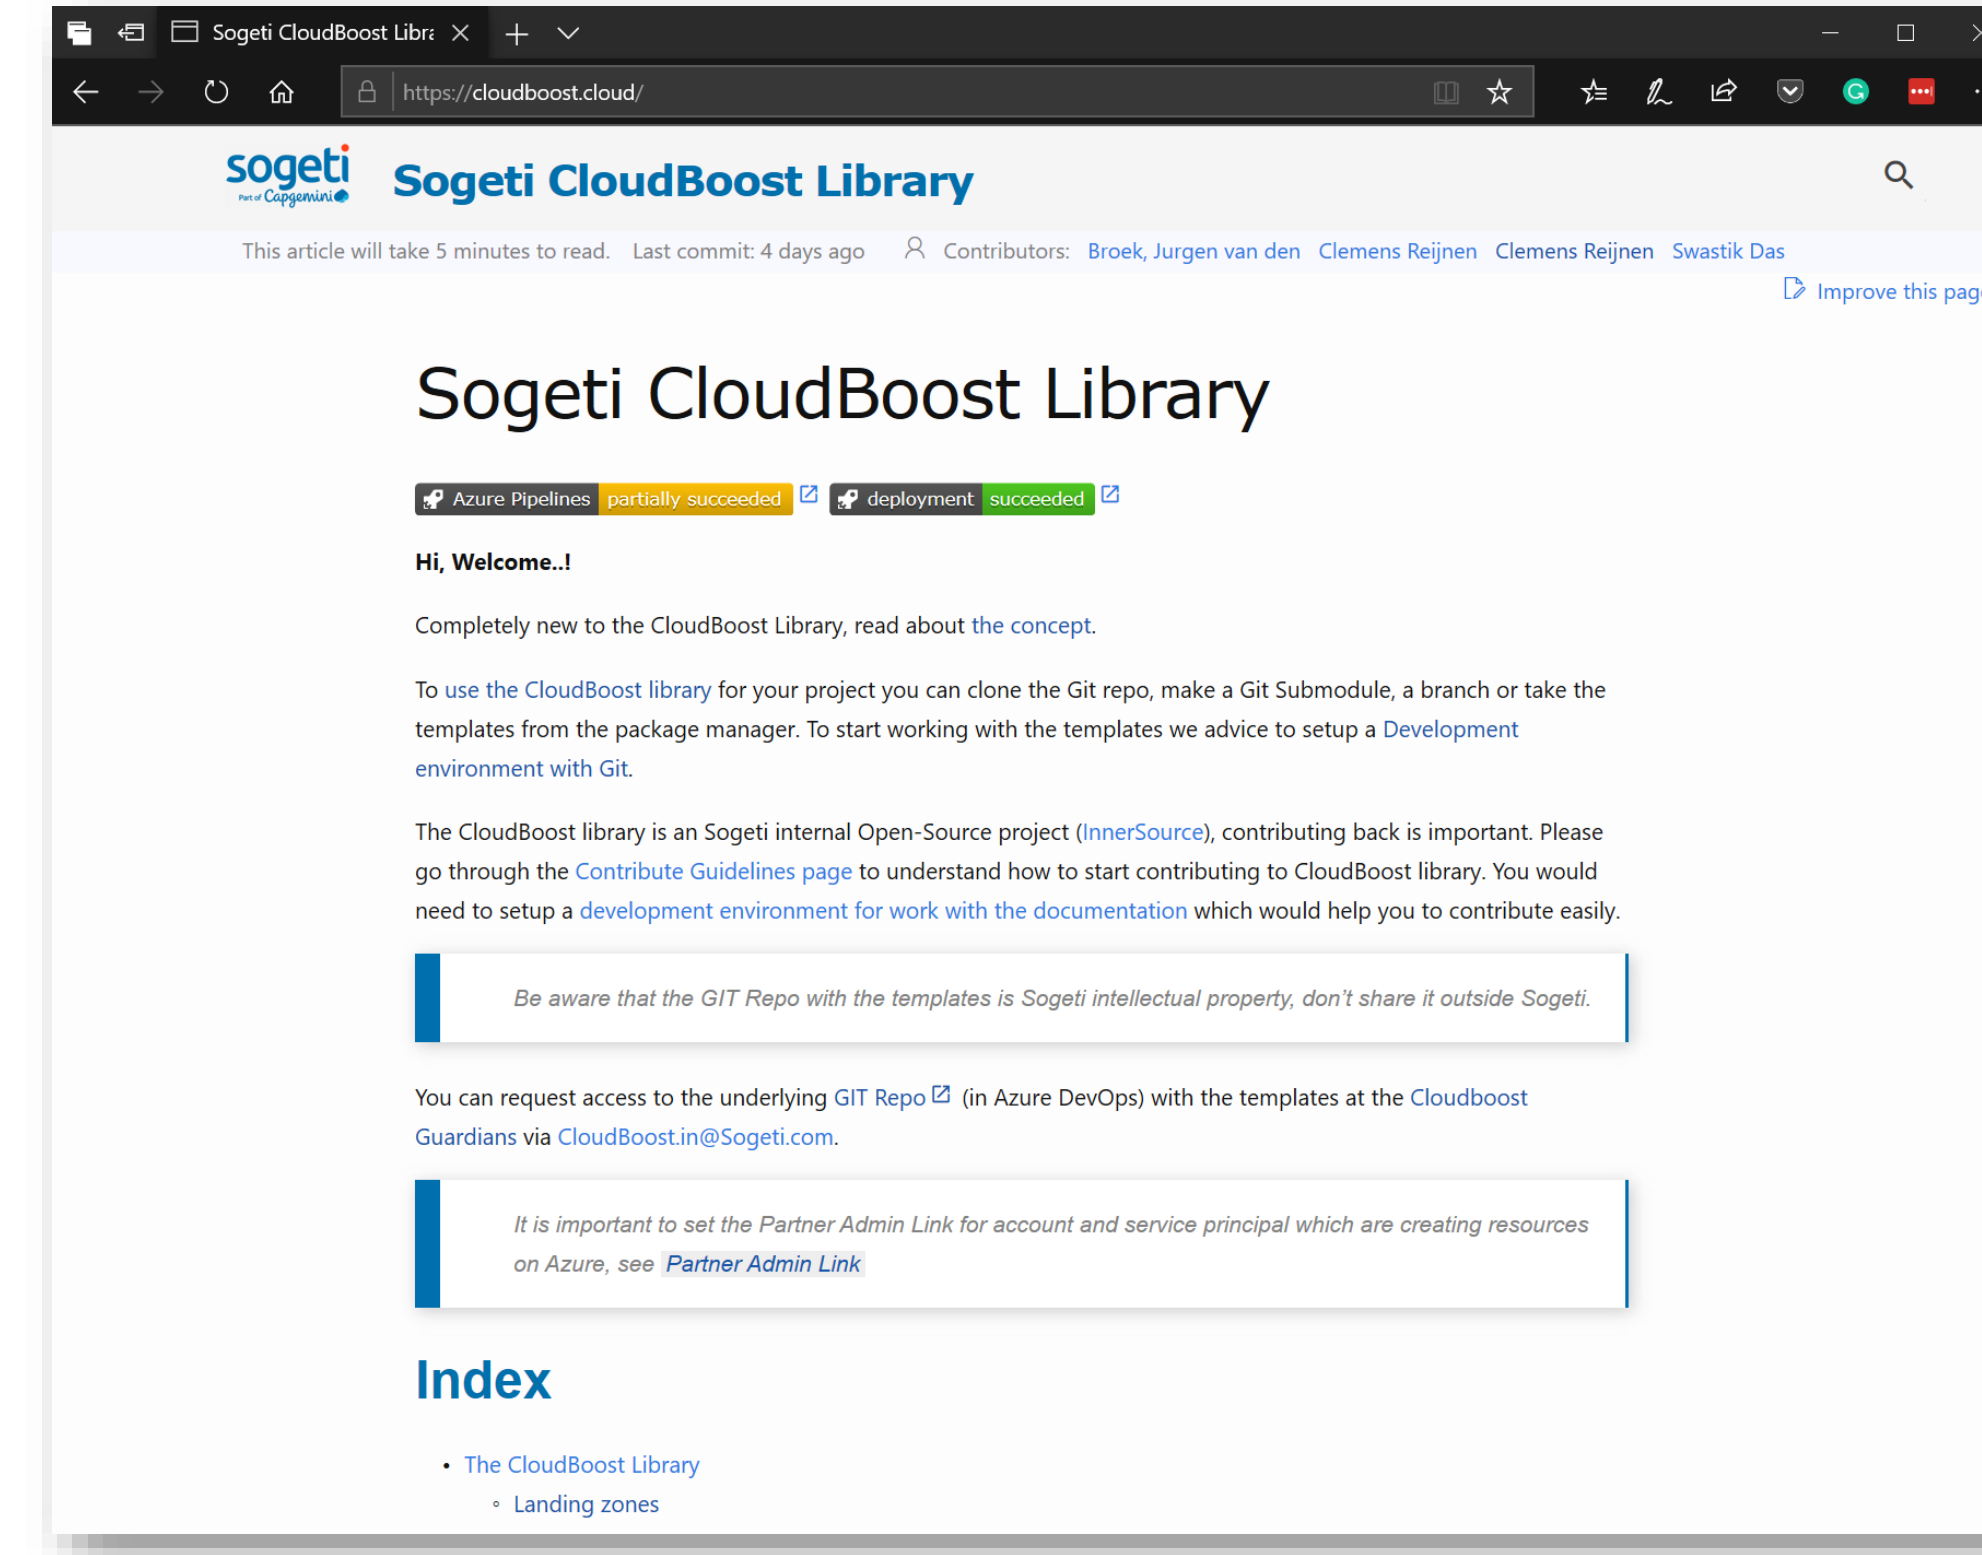 Sogeti CloudBoost Libra
https://cloudboost.cloud/
sogeti
Part of Capgemini
Sogeti CloudBoost Library
This article will take 5 minutes to read. Last commit: 4 days ago Contributors: Broek, Jurgen van den Clemens Reijnen Clemens Reijnen Swastik Das
Improve this page
Sogeti CloudBoost Library
Azure Pipelines partially succeeded deployment succeeded
Hi, Welcome..!
Completely new to the CloudBoost Library, read about the concept.
To use the CloudBoost library for your project you can clone the Git repo, make a Git Submodule, a branch or take the
templates from the package manager. To start working with the templates we advice to setup a Development
environment with Git.
The CloudBoost library is an Sogeti internal Open-Source project (InnerSource), contributing back is important. Please
go through the Contribute Guidelines page to understand how to start contributing to CloudBoost library. You would
need to setup a development environment for work with the documentation which would help you to contribute easily.
Be aware that the GIT Repo with the templates is Sogeti intellectual property, don’t share it outside Sogeti.
You can request access to the underlying GIT Repo (in Azure DevOps) with the templates at the Cloudboost
Guardians via CloudBoost.in@Sogeti.com.
It is important to set the Partner Admin Link for account and service principal which are creating resources
on Azure, see Partner Admin Link
Index
• The CloudBoost Library
◦ Landing zones